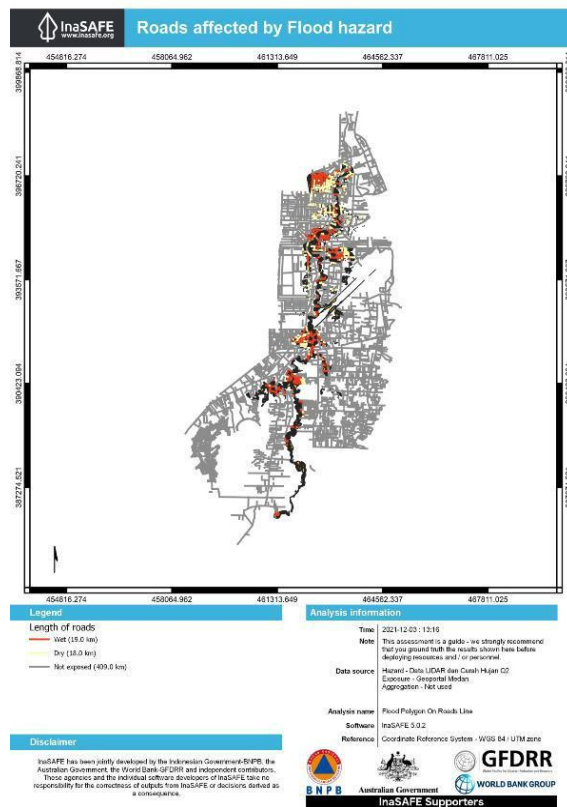 InaSAFE
www.inasafe.org
Roads affected by Flood hazard
454816.274 458064.962 461313.649 464562.337 467811.025
399868.814
396720.241
393571.667
390423.094
387274.521
454816.274 458064.962 461313.649 464562.337 467811.025
Legend
Length of roads
Wet (19.0 km)
Dry (18.0 km)
Not exposed (409.0 km)
Disclaimer
InaSAFE has been jointly developed by the Indonesian Government-BNPB, the
Australian Government, the World Bank-GFDRR and independent contributors.
These agencies and the individual software developers of InaSAFE take no
responsibility for the correctness of outputs from InaSAFE or decisions derived as
a consequence.
Analysis information
Time 2021-12-03 : 13:16
Note This assessment is a guide - we strongly recommend
that you ground truth the results shown here before
deploying resources and / or personnel.
Data source Hazard - Data LiDAR dan Curah Hujan Q2
Exposure - Geoportal Medan
Aggregation - Not used
Analysis name Flood Polygon On Roads Line
Software InaSAFE 5.0.2
Reference Coordinate Reference System - WGS 84 / UTM zone
BNPB
Australian Government
GFDRR
WORLD BANK GROUP
InaSAFE Supporters